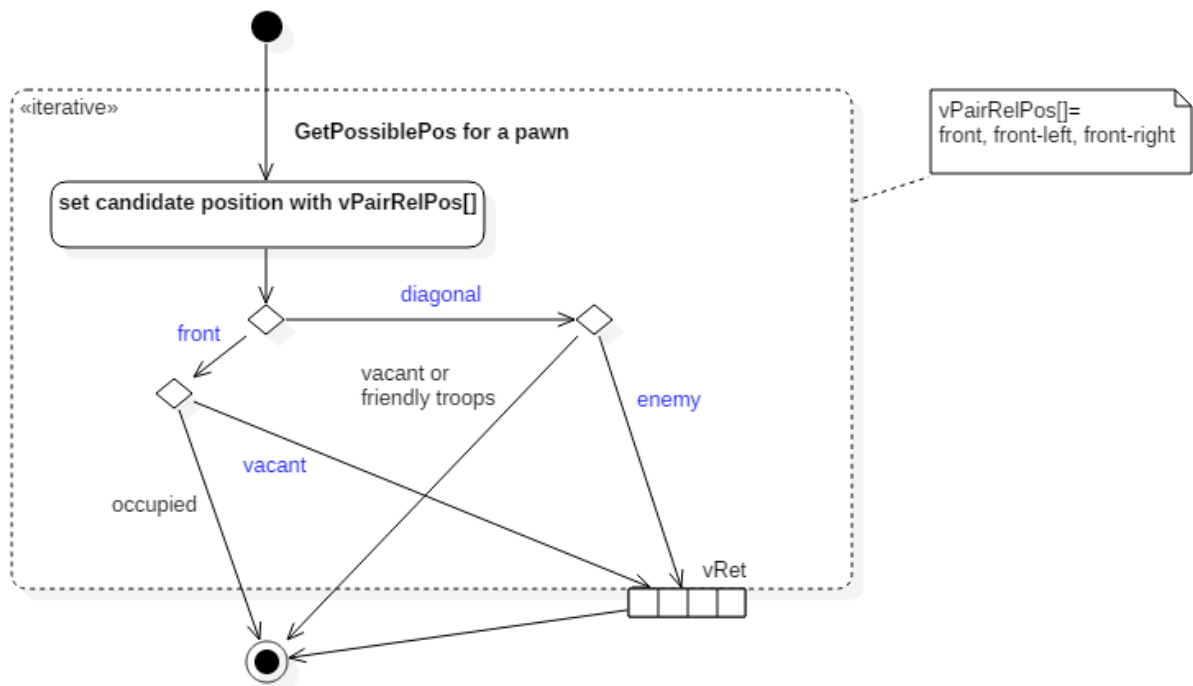 «iterative»
GetPossiblePos for a pawn
vPairRelPos[]=
front, front-left, front-right
set candidate position with vPairRelPos[]
diagonal
front
vacant or
friendly troops
enemy
vacant
occupied
vRet